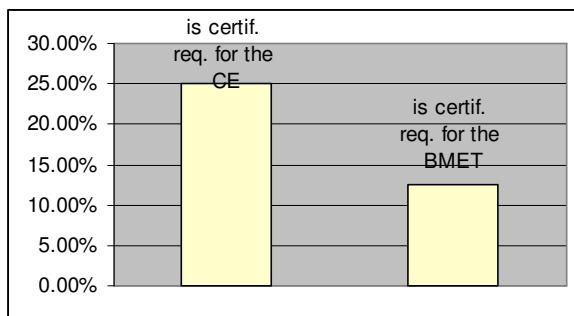 is certif.
req. for the
CE
is certif.
req. for the
BMET
30.00%
25.00%
20.00%
15.00%
10.00%
5.00%
0.00%